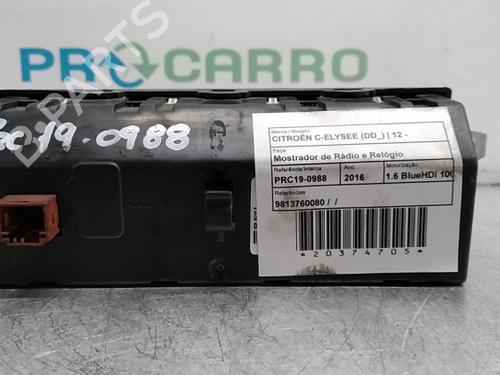 PROCARRO
B-PARTS
PRC19-0988
Marca / Modelo
CITROËN C-ELYSEE (DD_) | 12 -
Peça
Mostrador de Rádio e Relógio
Referência Interna Ano Motorização
PRC19-0988 2016 1.6 BlueHDi 100
Referências
9813760080 / /
*20374705*